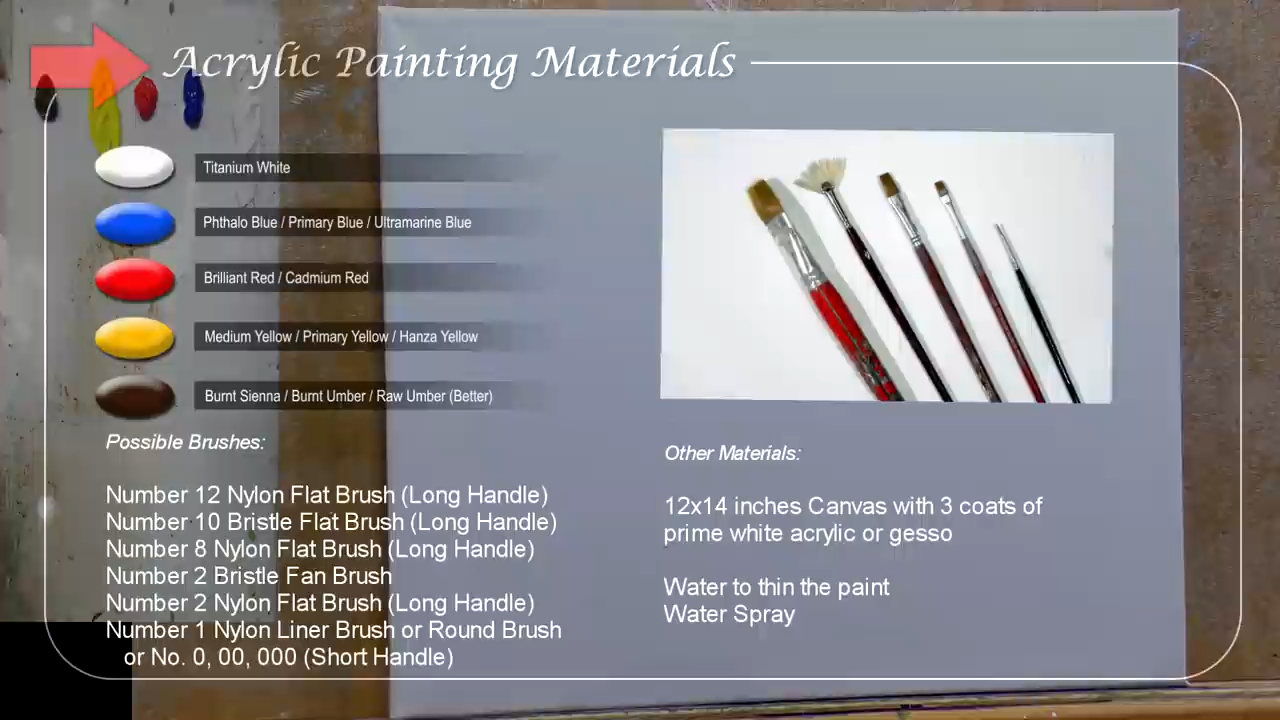 Acrylic Painting Materials
Titanium White
Phthalo Blue / Primary Blue / Ultramarine Blue
Brilliant Red / Cadmium Red
Medium Yellow / Primary Yellow / Hanza Yellow
Burnt Sienna / Burnt Umber / Raw Umber (Better)
Possible Brushes:
Number 12 Nylon Flat Brush (Long Handle)
Number 10 Bristle Flat Brush (Long Handle)
Number 8 Nylon Flat Brush (Long Handle)
Number 2 Bristle Fan Brush
Number 2 Nylon Flat Brush (Long Handle)
Number 1 Nylon Liner Brush or Round Brush
or No. 0, 00, 000 (Short Handle)
Other Materials:
12x14 inches Canvas with 3 coats of
prime white acrylic or gesso
Water to thin the paint
Water Spray